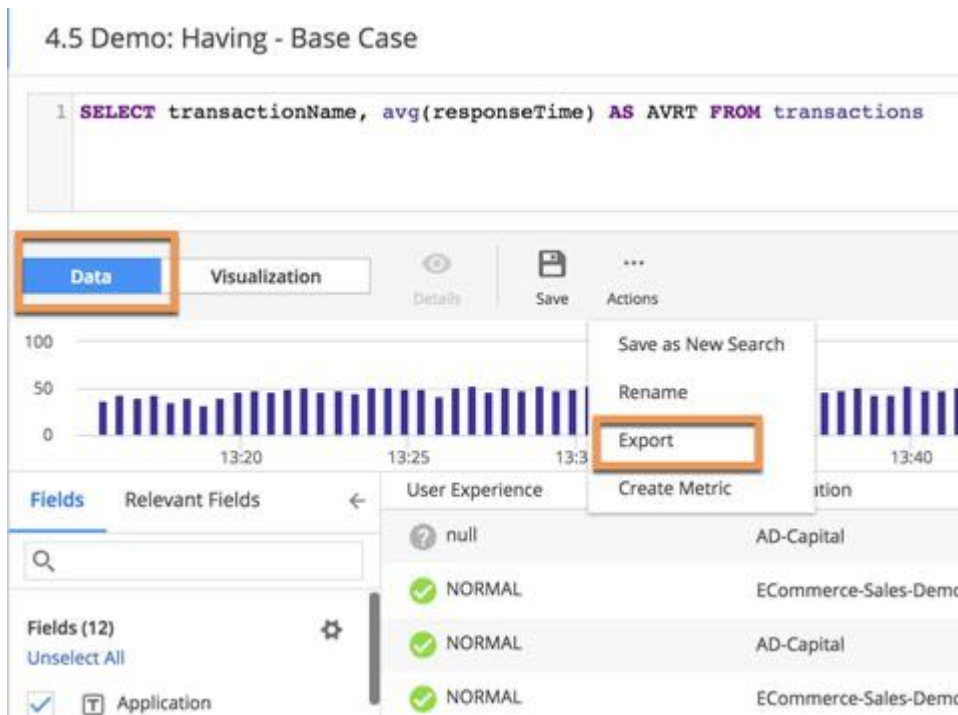 4.5 Demo: Having - Base Case
1 SELECT transactionName, avg(responseTime) AS AVRT FROM transactions
Data Visualization Details Save Actions
Save as New Search
Rename
Export
Create Metric
100
50
0
13:20 13:25 13:3 13:40
Fields Relevant Fields
Fields (12)
Unselect All
Application
User Experience ation
null AD-Capital
NORMAL ECommerce-Sales-Demo
NORMAL AD-Capital
NORMAL ECommerce-Sales-Demo